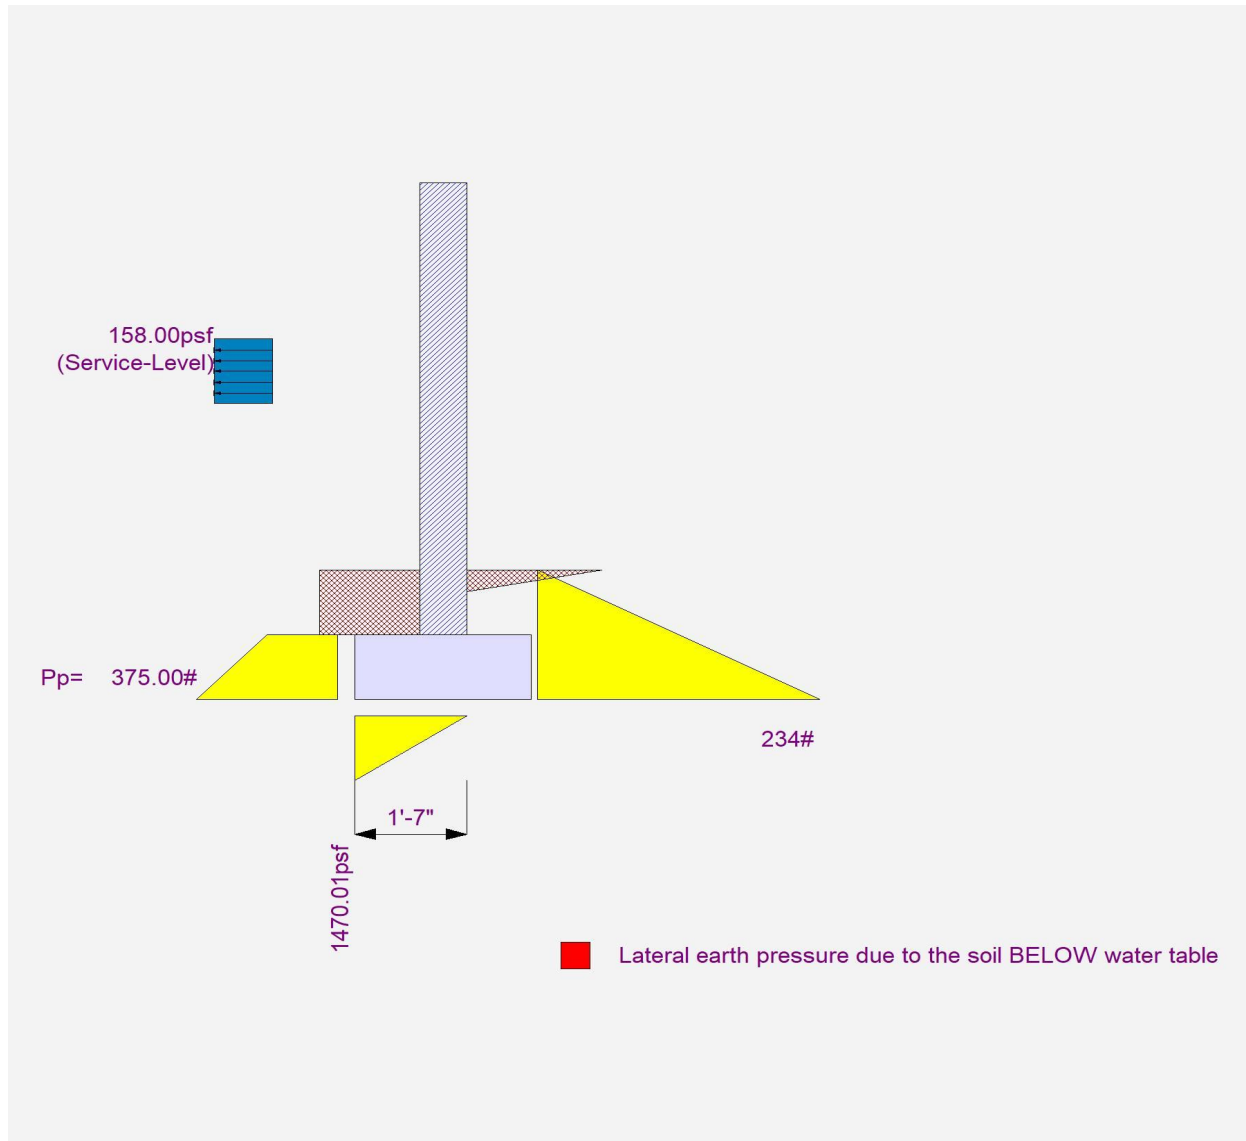 158.00psf
(Service-Level)
Pp= 375.00#
234#
1'-7"
1470.01psf
Lateral earth pressure due to the soil BELOW water table